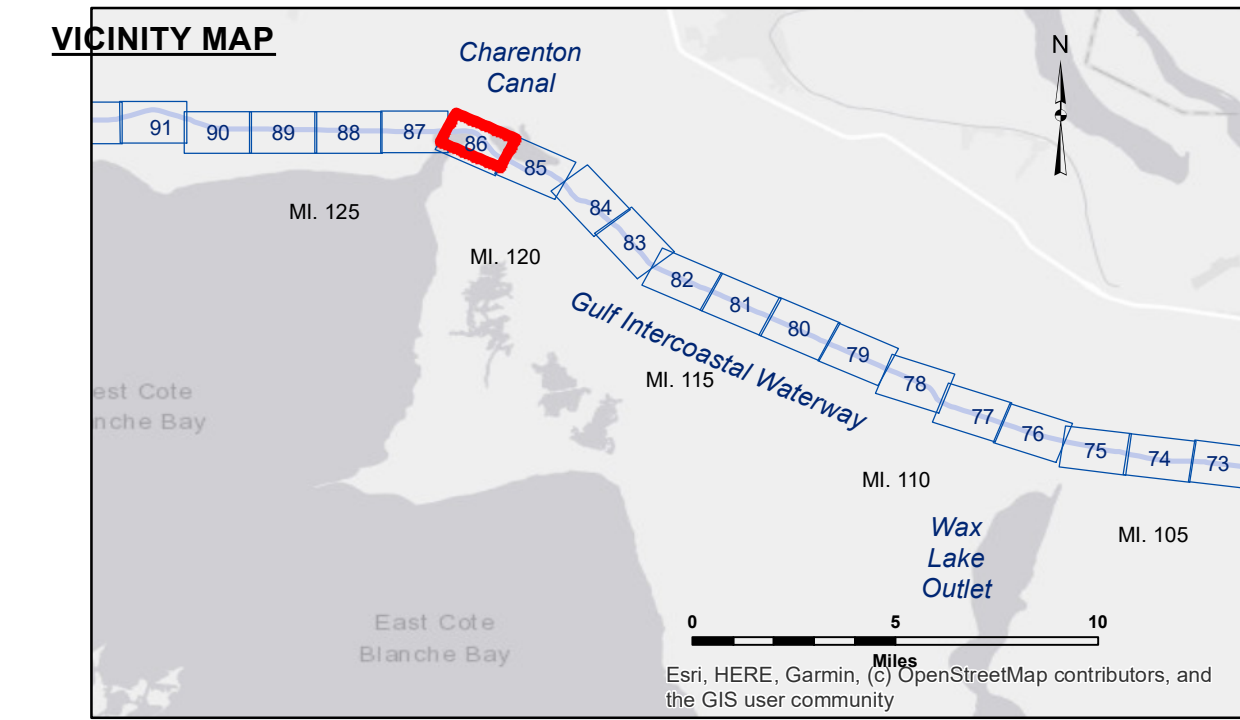 VICINITY MAP
Charenton
Canal
N
91
90
89
88
87
86
85
84
83
82
81
80
79
78
77
76
75
74
73
MI. 125
MI. 120
Gulf Intercoastal Waterway
MI. 115
est Cote
nche Bay
MI. 110
MI. 105
Wax
Lake
Outlet
East Cote
Blanche Bay
0 5 10
Miles
Esri, HERE, Garmin, (c) OpenStreetMap contributors, and
the GIS user community